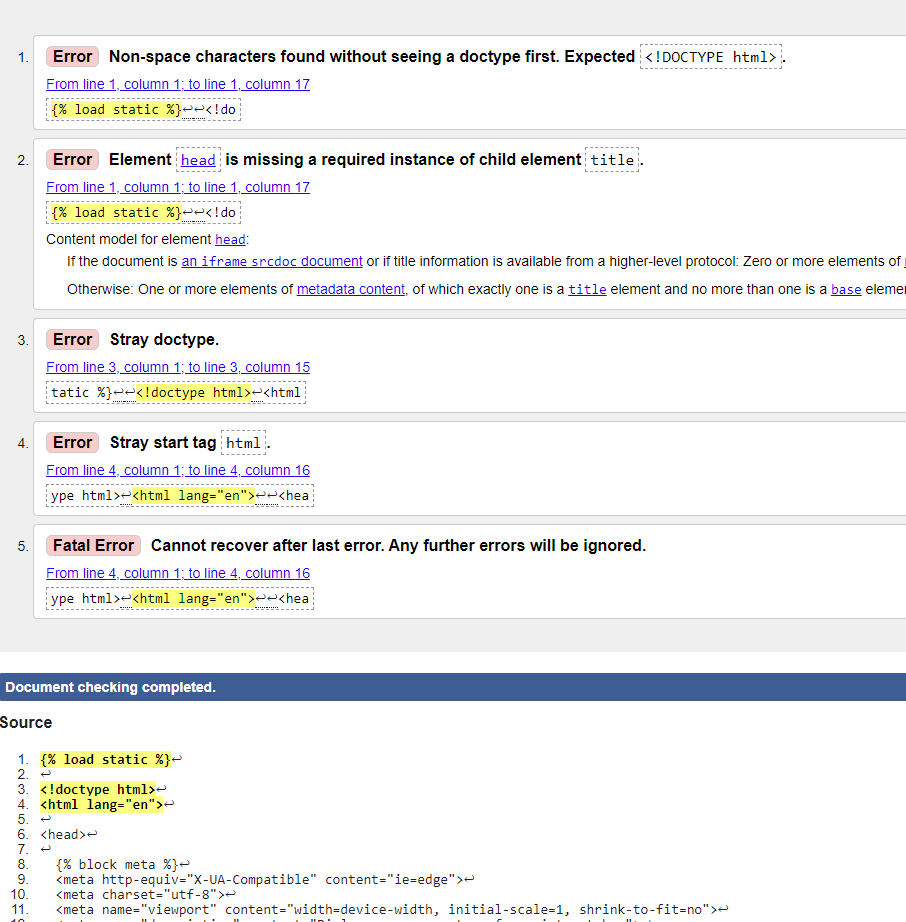 1. Error Non-space characters found without seeing a doctype first. Expected <!DOCTYPE html>.
From line 1, column 1; to line 1, column 17
{% load static %}↩↩<!do
2. Error Element head is missing a required instance of child element title.
From line 1, column 1; to line 1, column 17
{% load static %}↩↩<!do
Content model for element head:
If the document is an iframe srcdoc document or if title information is available from a higher-level protocol: Zero or more elements of
Otherwise: One or more elements of metadata content, of which exactly one is a title element and no more than one is a base
3. Error Stray doctype.
From line 3, column 1; to line 3, column 15
tatic %}↩↩<!doctype html>↩<html
4. Error Stray start tag html.
From line 4, column 1; to line 4, column 16
ype html>↩<html lang="en">↩↩<hea
5. Fatal Error Cannot recover after last error. Any further errors will be ignored.
From line 4, column 1; to line 4, column 16
ype html>↩<html lang="en">↩↩<hea
Document checking completed.
Source
1. {% load static %}↩
2. ↩
3. <!doctype html>↩
4. <html lang="en">↩
5. ↩
6. <head>↩
7. ↩
8. {% block meta %}↩
9. <meta http-equiv="X-UA-Compatible" content="ie=edge">↩
10. <meta charset="utf-8">↩
11. <meta name="viewport" content="width=device-width, initial-scale=1, shrink-to-fit=no">↩